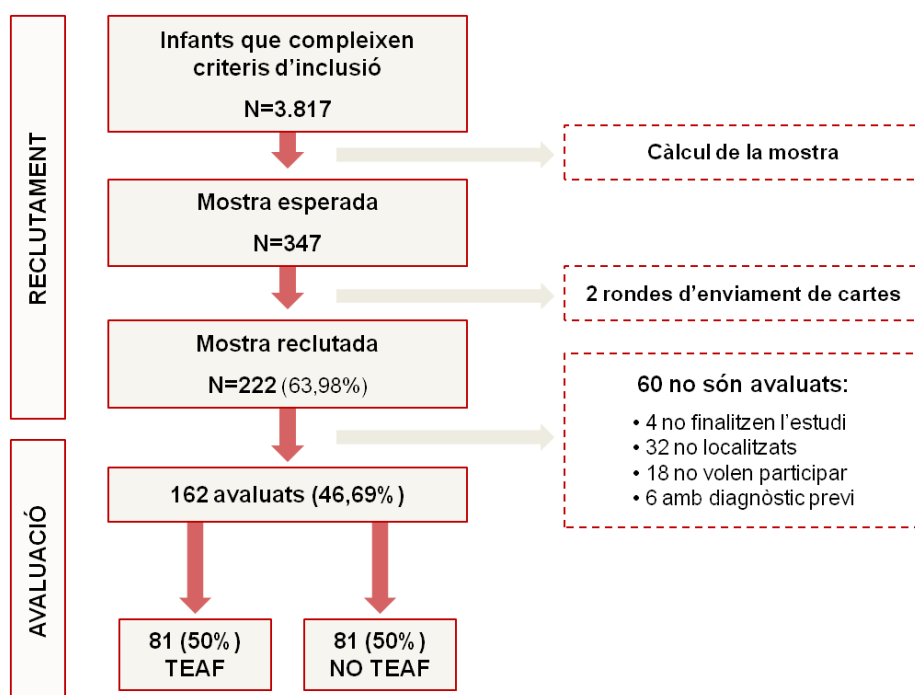 RECLUTAMENT
Infants que compleixen
criteris d'inclusió
N=3.817
Càlcul de la mostra
Mostra esperada
N=347
2 rondes d'enviament de cartes
Mostra reclutada
N=222 (63,98%)
60 no són avaluats:
• 4 no finalitzen l'estudi
• 32 no localitzats
• 18 no volen participar
• 6 amb diagnòstic previ
AVALUACIÓ
162 avaluats (46,69%)
81 (50%)
TEAF
81 (50%)
NO TEAF